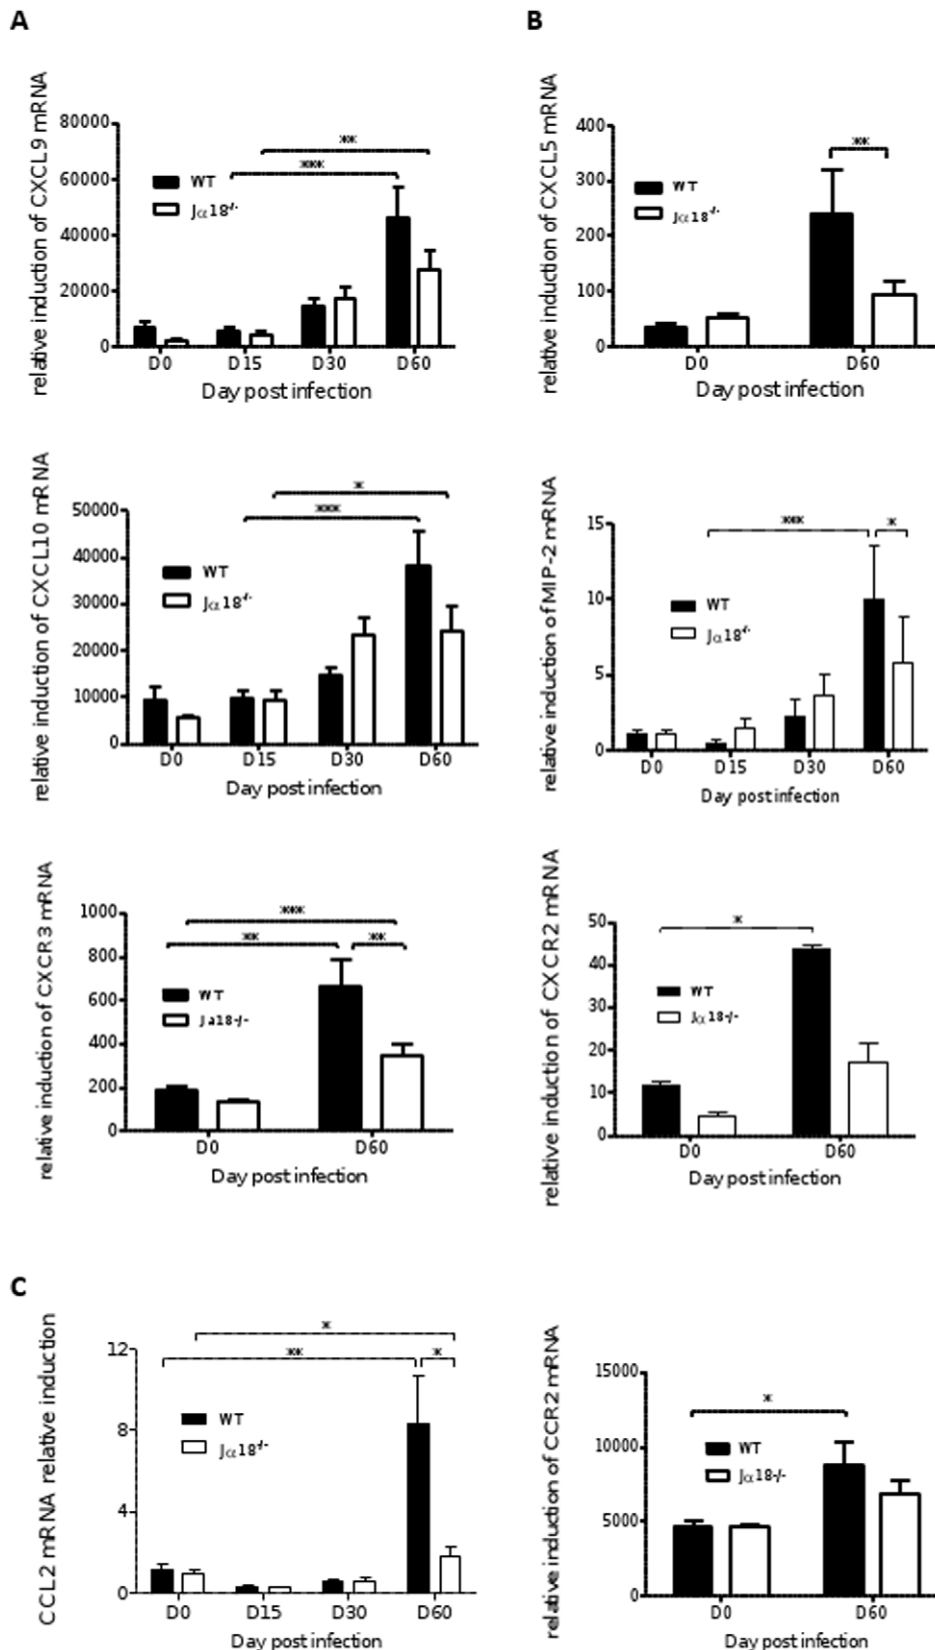 A
relative induction of CXCL9 mRNA
80000
60000
40000
20000
0
**
***
WT
Jα18-/-
D0 D15 D30 D60
Day post infection
B
relative induction of CXCL5 mRNA
400
300
200
100
0
**
WT
Jα18-/-
D0 D60
Day post infection
relative induction of CXCL10 mRNA
50000
40000
30000
20000
10000
0
*
***
WT
Jα18-/-
D0 D15 D30 D60
Day post infection
relative induction of MIP-2 mRNA
15
10
5
0
*** *
WT
Jα18-/-
D0 D15 D30 D60
Day post infection
relative induction of CXCR3 mRNA
1000
800
600
400
200
0
***
** **
WT
Ja18-/-
D0 D60
Day post infection
relative induction of CXCR2 mRNA
50
40
30
20
10
0
*
WT
Jα18-/-
D0 D60
Day post infection
C
CCL2 mRNA relative induction
12
8
4
0
*
** *
WT
Jα18-/-
D0 D15 D30 D60
Day post infection
relative induction of CCR2 mRNA
15000
10000
5000
0
*
WT
Jα18-/-
D0 D60
Day post infection